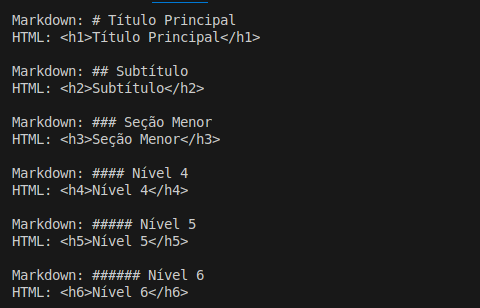 Markdown: # Título Principal
HTML: <h1>Título Principal</h1>
Markdown: ## Subtítulo
HTML: <h2>Subtítulo</h2>
Markdown: ### Seção Menor
HTML: <h3>Seção Menor</h3>
Markdown: #### Nível 4
HTML: <h4>Nível 4</h4>
Markdown: ##### Nível 5
HTML: <h5>Nível 5</h5>
Markdown: ###### Nível 6
HTML: <h6>Nível 6</h6>